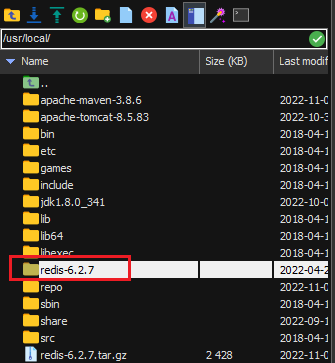 /usr/local/
Name Size (KB) Last modif
..
apache-maven-3.8.6 2022-11-0
apache-tomcat-8.5.83 2022-10-3
bin 2018-04-1
etc 2018-04-1
games 2018-04-1
include 2018-04-1
jdk1.8.0_341 2022-10-0
lib 2018-04-1
lib64 2018-04-1
libexec 2018-04-1
redis-6.2.7 2022-04-2
repo 2022-11-0
sbin 2018-04-1
share 2022-09-1
src 2018-04-1
redis-6.2.7.tar.gz 2 428 2022-11-0